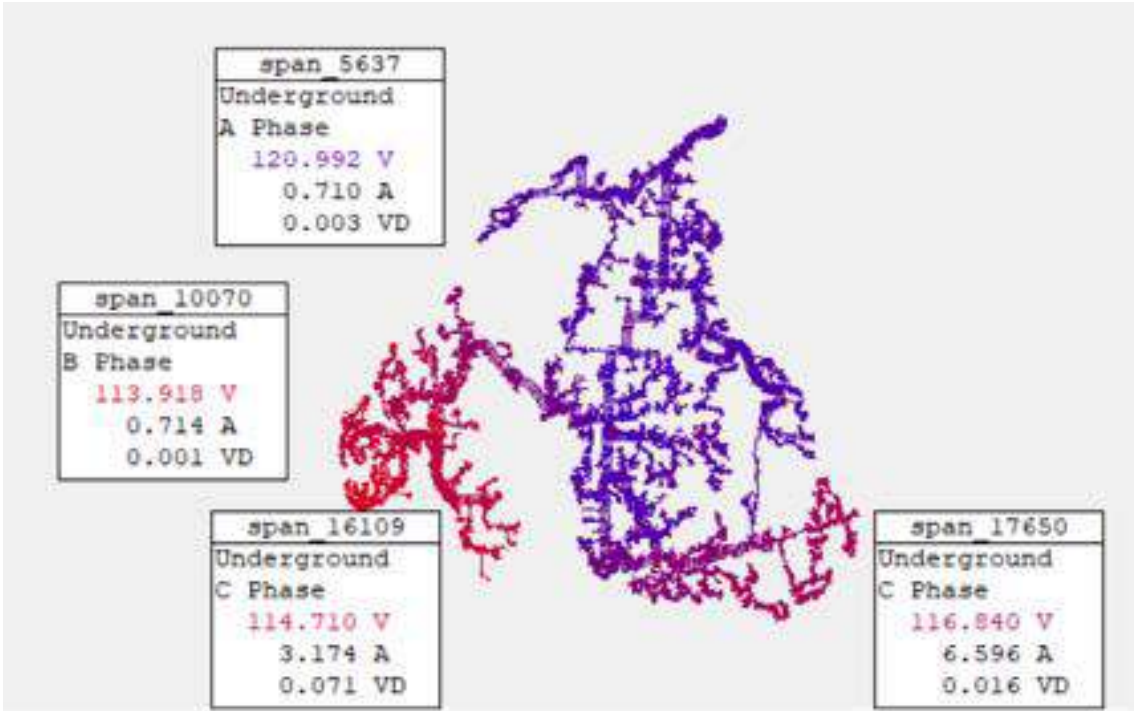 span_5637
Underground
A Phase
120.992 V
0.710 A
0.003 VD
span_10070
Underground
B Phase
113.918 V
0.714 A
0.001 VD
span_16109
Underground
C Phase
114.710 V
3.174 A
0.071 VD
span_17650
Underground
C Phase
116.840 V
6.596 A
0.016 VD